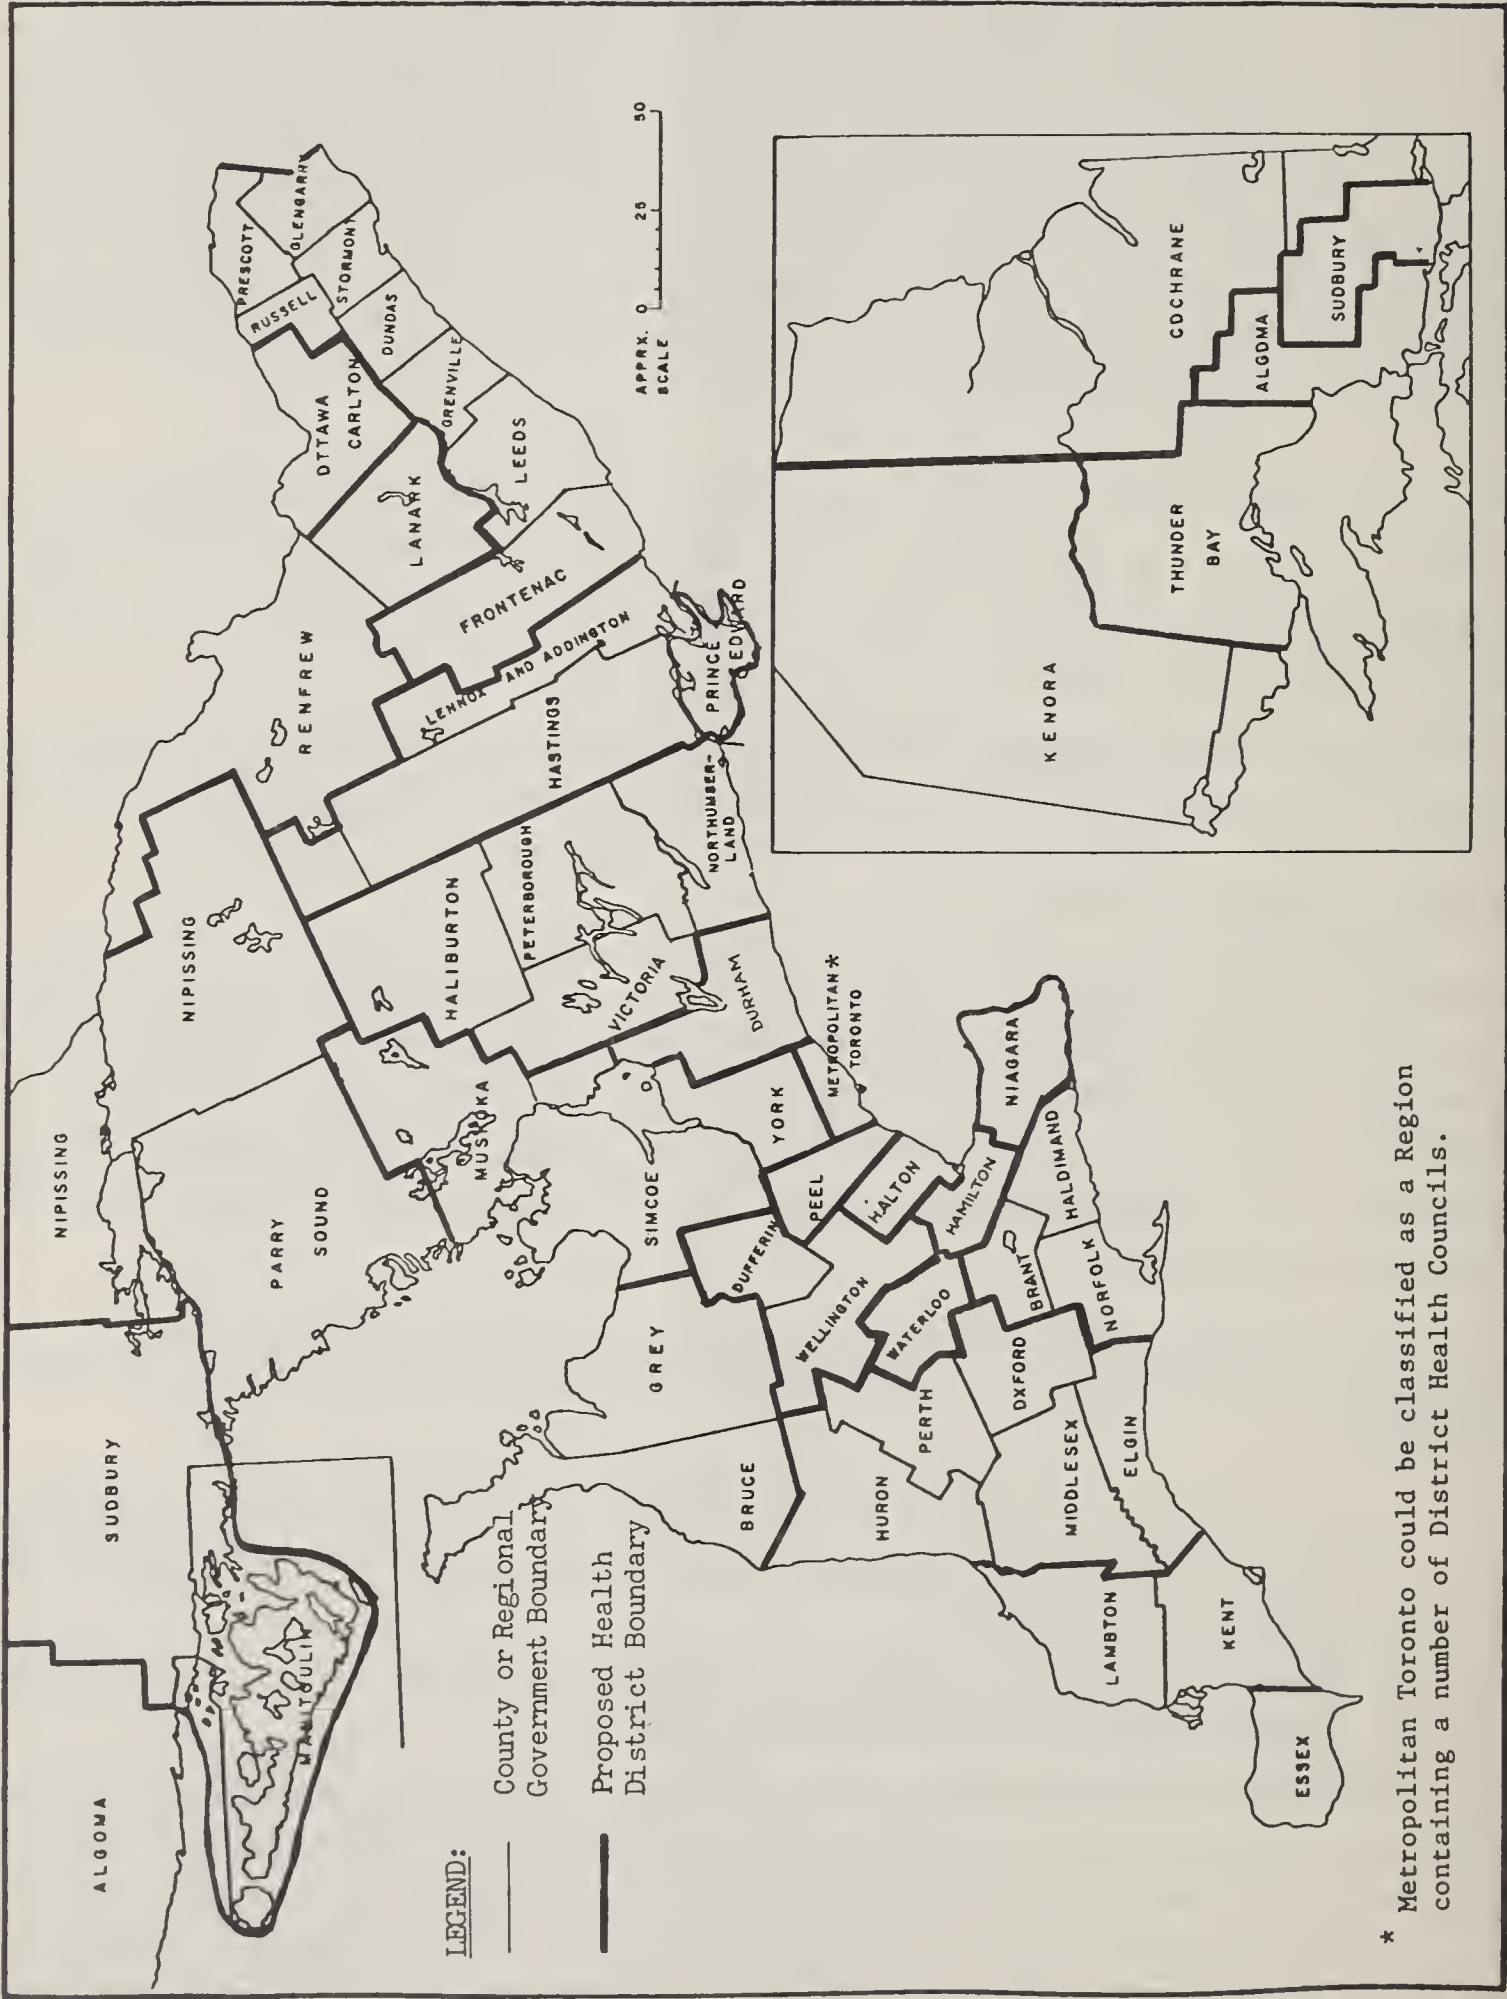 ALGOMA
SUDBURY
NIPISSING
NIPISSING
PARRY
SOUND
MANITOULIN
MUSKOKA
HALIBURTON
RENFREW
OTTAWA
CARLTON
PRESCOTT
RUSSELL
GLENGARRY
STORMONT
DUNDAS
GRENVILLE
LEEDS
LANARK
FRONTENAC
LENNOX AND ADDINGTON
HASTINGS
PRINCE
EDWARD
NORTHUMBER-
LAND
PETERBOROUGH
VICTORIA
DURHAM
METROPOLITAN*
TORONTO
YORK
SIMCOE
PEEL
HALTON
DUFFERIN
GREY
BRUCE
WELLINGTON
WATERLOO
HAMILTON
NIAGARA
HALDIMAND
BRANT
NORFOLK
OXFORD
PERTH
HURON
MIDDLESEX
ELGIN
LAMBTON
KENT
ESSEX
APPRX.
SCALE
0 25 50
KENORA
THUNDER
BAY
COCHRANE
ALGOMA
SUDBURY
LEGEND:
County or Regional
Government Boundary
Proposed Health
District Boundary
* Metropolitan Toronto could be classified as a Region
containing a number of District Health Councils.